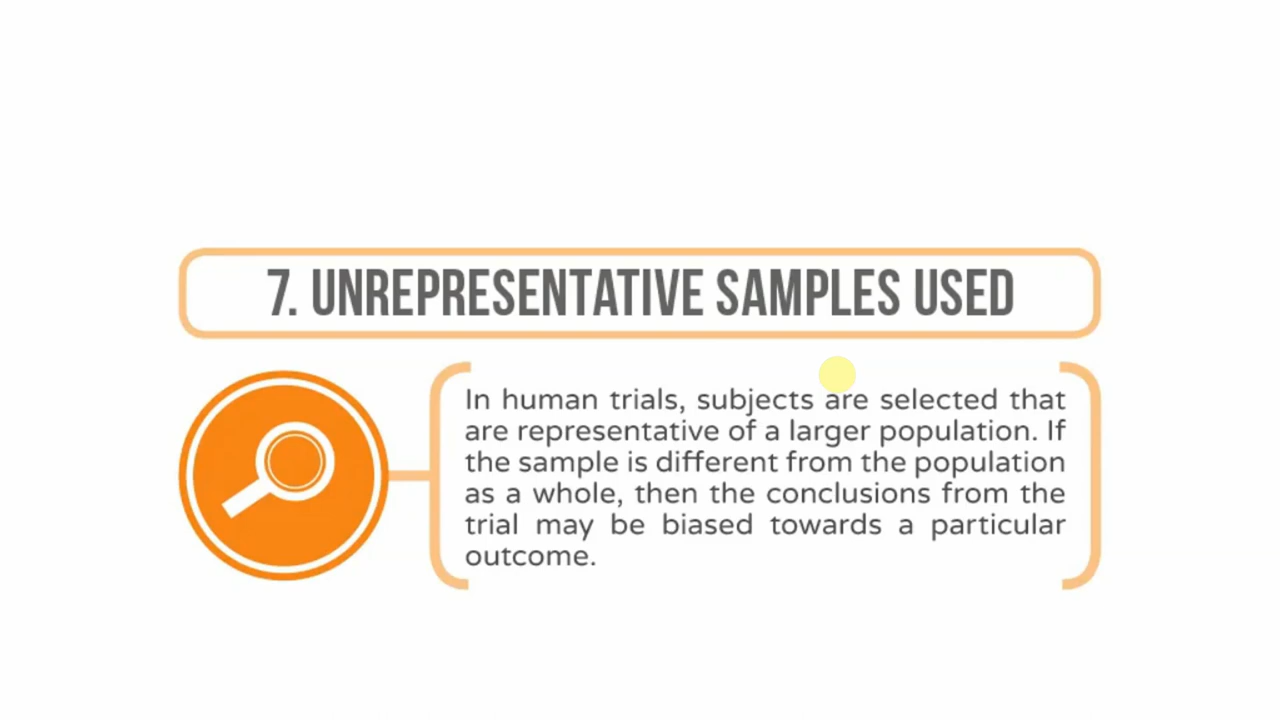 7. UNREPRESENTATIVE SAMPLES USED
In human trials, subjects are selected that
are representative of a larger population. If
the sample is different from the population
as a whole, then the conclusions from the
trial may be biased towards a particular
outcome.